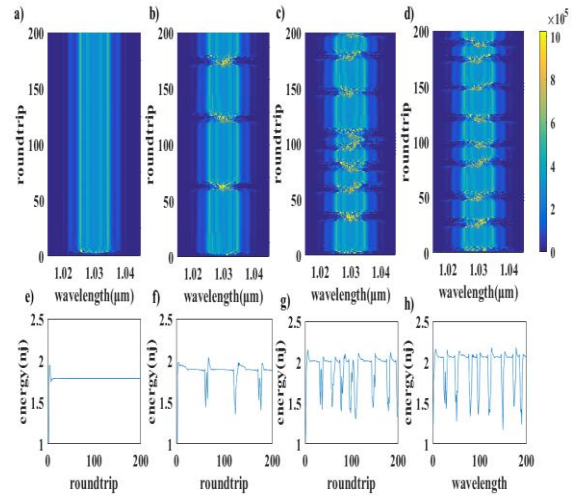 a) b) c) d)
×10⁵
200 200 200 200 10
150 150 150 150 8
6
100 100 100 100
4
50 50 50 50
2
0 0 0 0 0
roundtrip roundtrip roundtrip roundtrip
1.02 1.03 1.04 1.02 1.03 1.04 1.02 1.03 1.04 1.02 1.03 1.04
wavelength(μm) wavelength(μm) wavelength(μm) wavelength(μm)
e) f) g) h)
2.5 2.5 2.5 2.5
2 2 2 2
1.5 1.5 1.5 1.5
1 1 1 1
energy(nj) energy(nj) energy(nj) energy(nj)
0 100 200 0 100 200 0 100 200 0 100 200
roundtrip roundtrip roundtrip wavelength